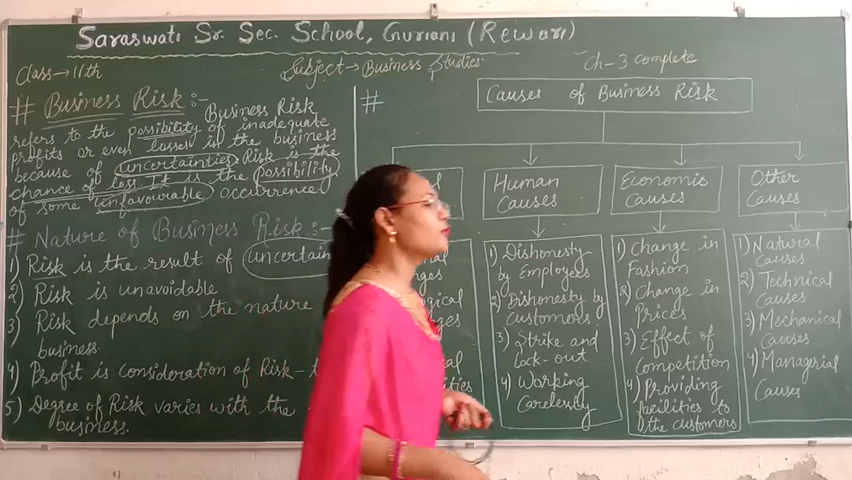 Saraswati Sr. Sec. School, Guriani (Rewari)
Class→11th
Subject→Business Studies
Ch-3 complete
# Business Risk:-
Business Risk
refers to the possibility of inadequate
profits or even losses in the business
because of uncertainties Risk is the
chance of loss It is the possibility
of some unfavourable occurrence
# Nature of Business Risk:-
1) Risk is the result of uncertain
2) Risk is unavoidable
3) Risk depends on the nature
business.
4) Profit is consideration of Risk-
5) Degree of Risk varies with the
business.
#
Causes of Business Risk
Human
Causes
1) Dishonesty
by Employees
2) Dishonesty by
customers
3) Strike and
Lock-out
4) Working
Carelessly
Economic
Causes
1) Change in
Fashion
2) Change in
Prices
3) Effect of
Competition
4) Providing
facilities to
the customers
Other
Causes
1) Natural
Causes
2) Technical
Causes
3) Mechanical
Causes
4) Managerial
Causes